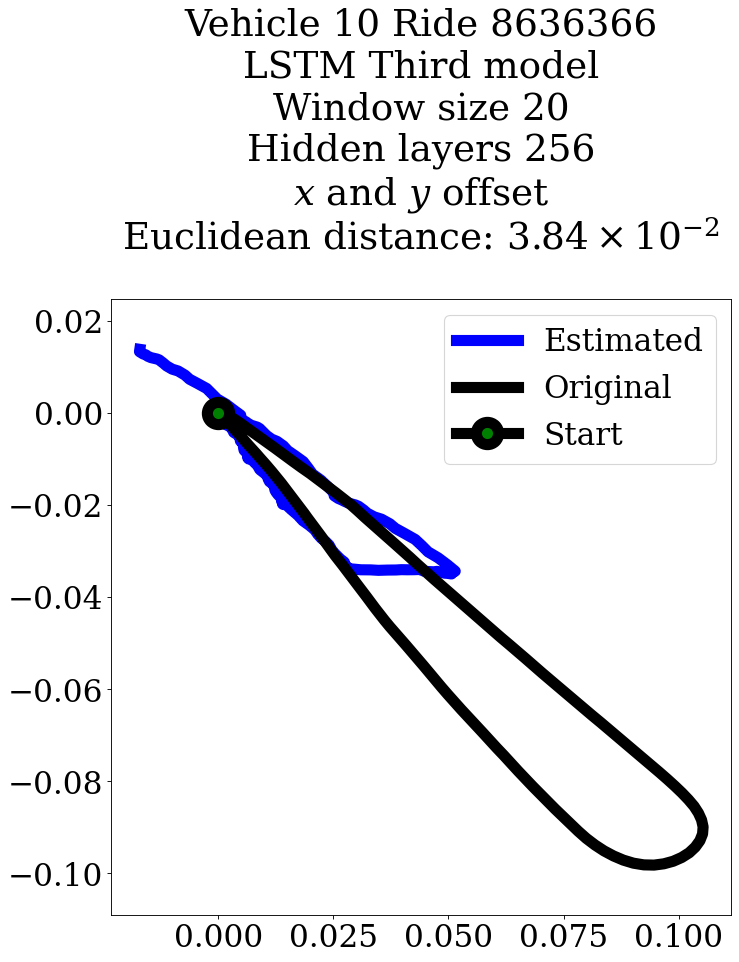 Vehicle 10 Ride 8636366
LSTM Third model
Window size 20
Hidden layers 256
x and y offset
Euclidean distance: 3.84 × 10⁻²
Estimated
Original
Start
0.02
0.00
−0.02
−0.04
−0.06
−0.08
−0.10
0.000 0.025 0.050 0.075 0.100